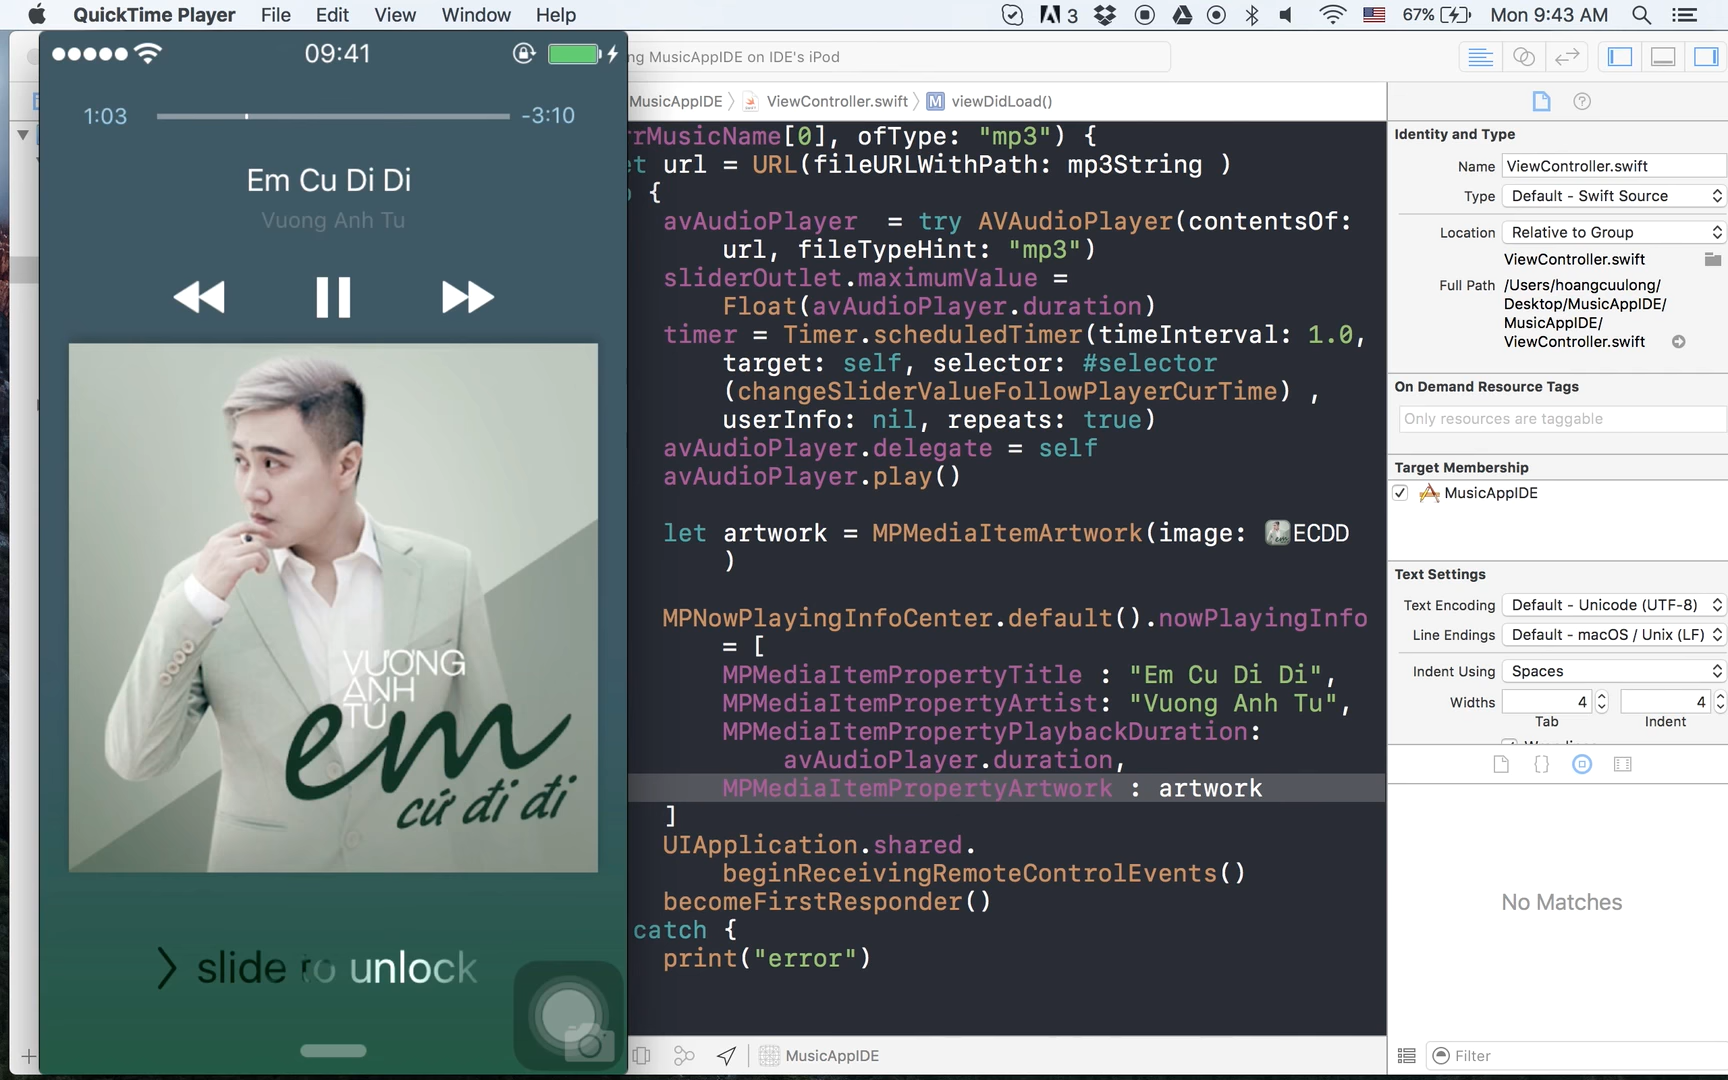 QuickTime Player File Edit View Window Help 3 67% Mon 9:43 AM
09:41
1:03 -3:10
Em Cu Di Di
Vuong Anh Tu
VƯƠNG
ANH
TÚ
em
cứ đi đi
slide to unlock
MusicAppIDE on IDE's iPod
MusicAppIDE ViewController.swift M viewDidLoad()
rMusicName[0], ofType: "mp3") {
url = URL(fileURLWithPath: mp3String )
{
avAudioPlayer = try AVAudioPlayer(contentsOf:
url, fileTypeHint: "mp3")
sliderOutlet.maximumValue =
Float(avAudioPlayer.duration)
timer = Timer.scheduledTimer(timeInterval: 1.0,
target: self, selector: #selector
(changeSliderValueFollowPlayerCurTime) ,
userInfo: nil, repeats: true)
avAudioPlayer.delegate = self
avAudioPlayer.play()
let artwork = MPMediaItemArtwork(image: ECDD
)
MPNowPlayingInfoCenter.default().nowPlayingInfo
= [
MPMediaItemPropertyTitle : "Em Cu Di Di",
MPMediaItemPropertyArtist: "Vuong Anh Tu",
MPMediaItemPropertyPlaybackDuration:
avAudioPlayer.duration,
MPMediaItemPropertyArtwork : artwork
]
UIApplication.shared.
beginReceivingRemoteControlEvents()
becomeFirstResponder()
catch {
print("error")
MusicAppIDE
Identity and Type
Name ViewController.swift
Type Default - Swift Source
Location Relative to Group
ViewController.swift
Full Path /Users/hoangcuulong/
Desktop/MusicAppIDE/
MusicAppIDE/
ViewController.swift
On Demand Resource Tags
Only resources are taggable
Target Membership
MusicAppIDE
Text Settings
Text Encoding Default - Unicode (UTF-8)
Line Endings Default - macOS / Unix (LF)
Indent Using Spaces
Widths 4 4
Tab Indent
No Matches
Filter